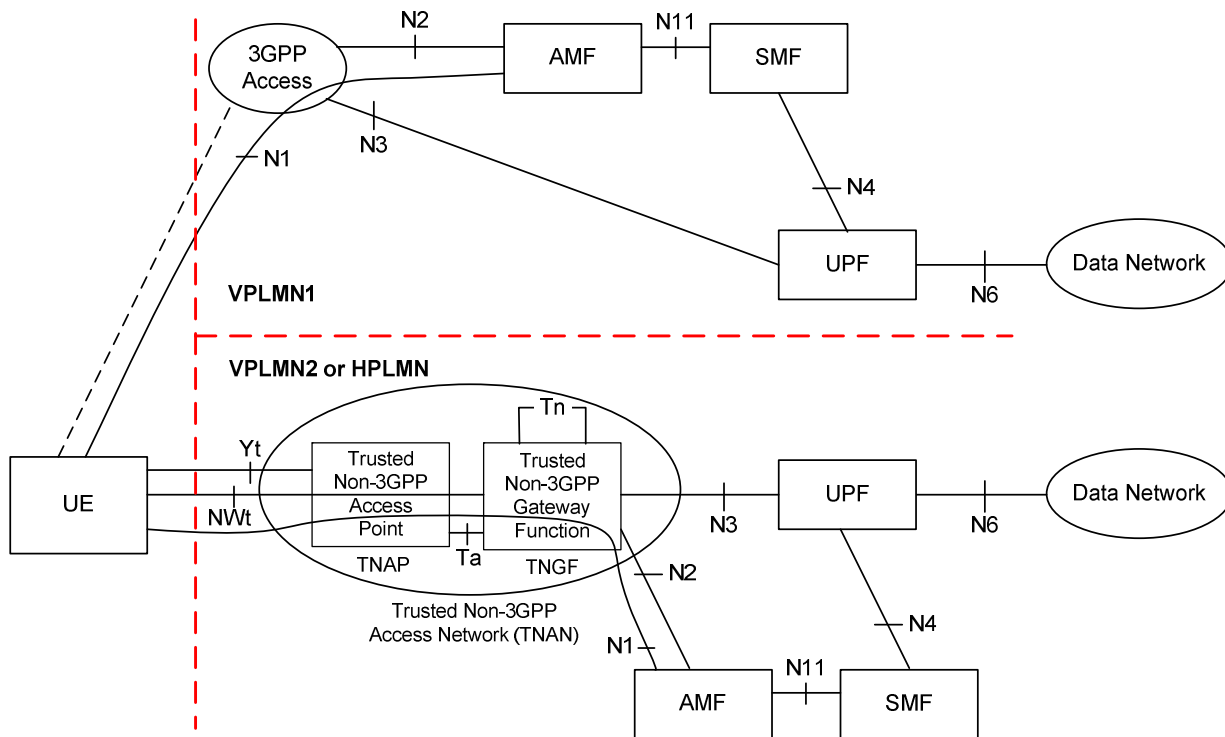 N2
N11
3GPP
Access
AMF
SMF
N1
N3
N4
UPF
N6
Data Network
VPLMN1
VPLMN2 or HPLMN
Tn
Yt
Trusted
Non-3GPP
Access
Point
Trusted
Non-3GPP
Gateway
Function
UE
NWt
Ta
TNAP
TNGF
N3
UPF
N6
Data Network
N2
Trusted Non-3GPP
Access Network (TNAN)
N1
N4
N11
AMF
SMF